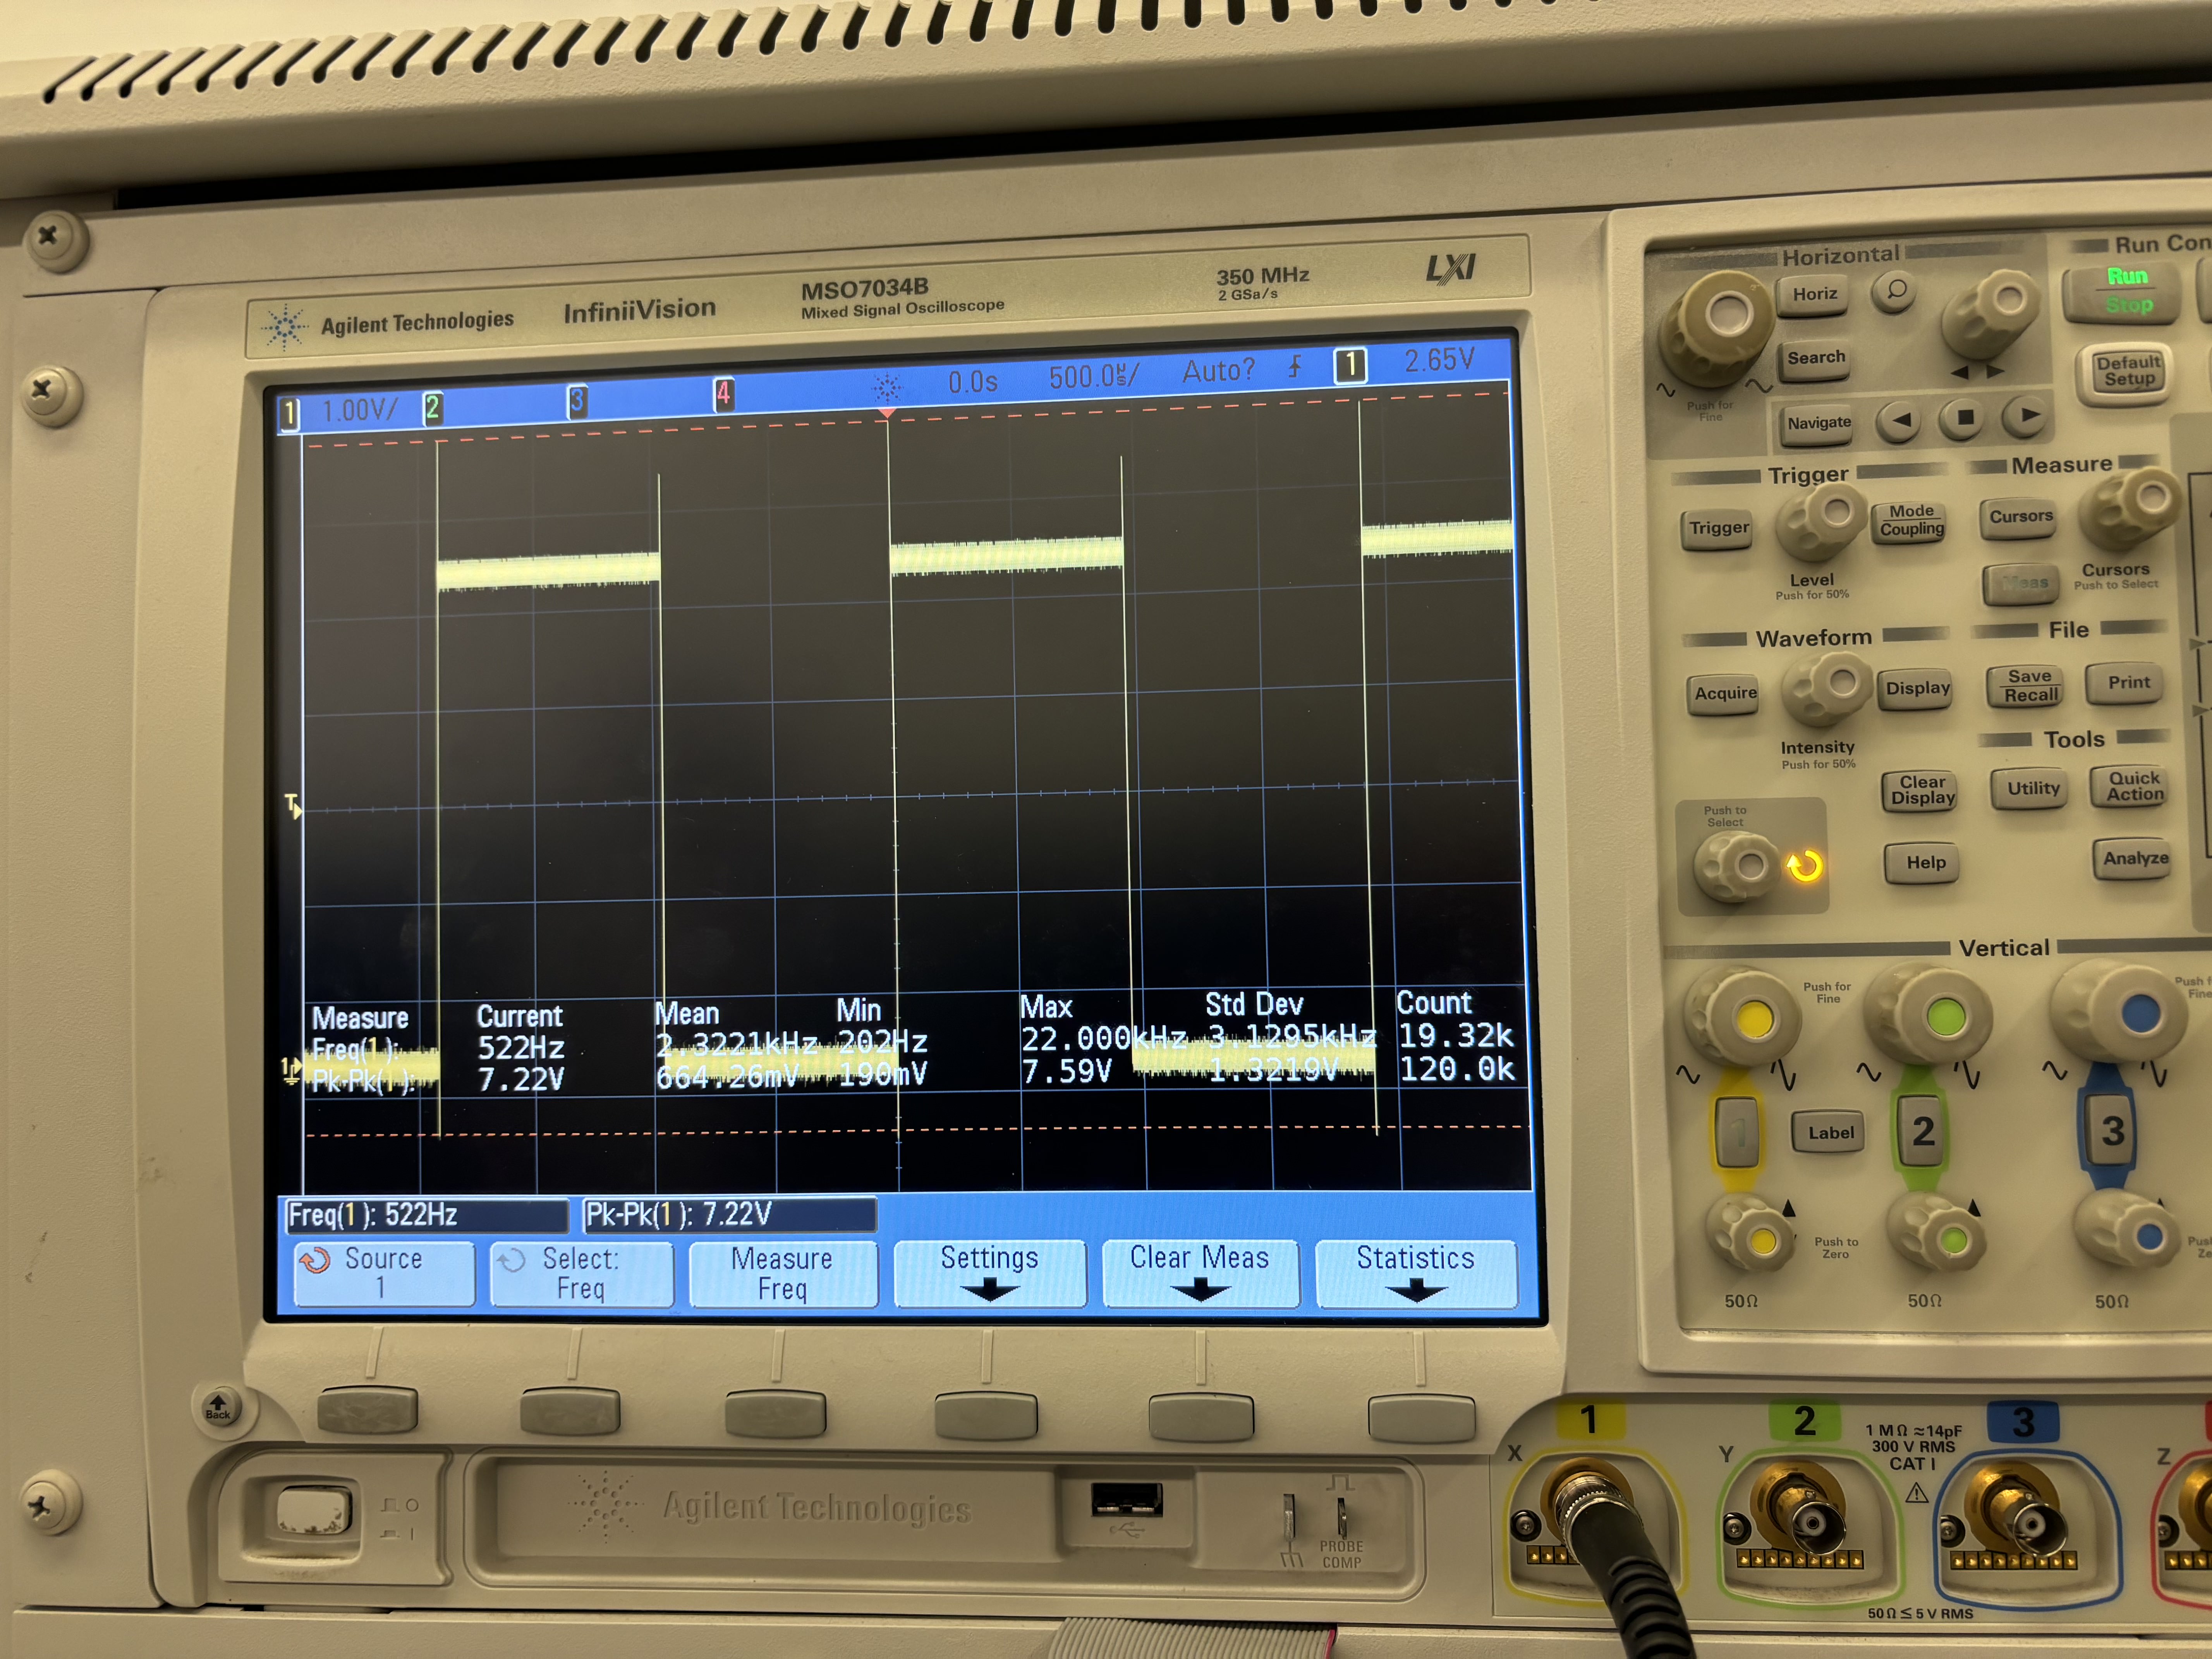 Agilent Technologies InfiniiVision MSO7034B 350 MHz LXI
Mixed Signal Oscilloscope 2 GSa/s
1 1.00V/ 2 3 4 0.0s 500.0µs/ Auto? 1 2.65V
T
1
Measure Current Mean Min Max Std Dev Count
Freq(1): 522Hz 2.3221kHz 202Hz 22.000kHz 3.1295kHz 19.32k
Pk-Pk(1): 7.22V 664.26mV 190mV 7.59V 1.3219V 120.0k
Freq(1): 522Hz Pk-Pk(1): 7.22V
Source
1
Select:
Freq
Measure
Freq
Settings
Clear Meas
Statistics
Back
Agilent Technologies
PROBE
COMP
Horizontal
Horiz
Search
Navigate
Push for
Fine
Run Con
Run
Stop
Default
Setup
Trigger
Trigger
Mode
Coupling
Level
Push for 50%
Measure
Cursors
Meas
Cursors
Push to Select
Waveform
Acquire
Display
Intensity
Push for 50%
File
Save
Recall
Print
Tools
Clear
Display
Utility
Quick
Action
Push to
Select
Help
Analyze
Vertical
Push for
Fine
Push
Fine
1
Label
2
3
Push to
Zero
50Ω
50Ω
50Ω
1
2
3
X
Y
Z
1 MΩ ≈14pF
300 V RMS
CAT I
50Ω ≤ 5 V RMS